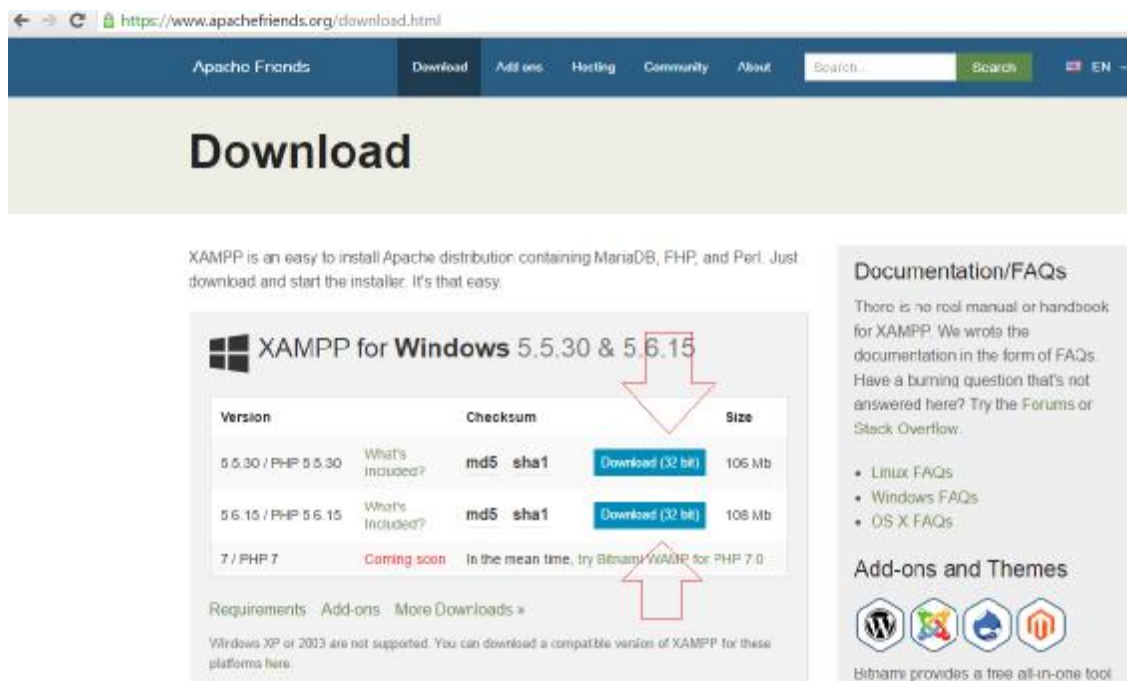 https://www.apachefriends.org/download.html
Apache Friends Download Add-ons Hosting Community About Search... Search EN
Download
XAMPP is an easy to install Apache distribution containing MariaDB, PHP, and Perl. Just
download and start the installer. It's that easy.
XAMPP for Windows 5.5.30 & 5.6.15
Version Checksum Size
5.5.30 / PHP 5.5.30 What's
Included? md5 sha1 Download (32 bit) 106 Mb
5.6.15 / PHP 5.6.15 What's
Included? md5 sha1 Download (32 bit) 108 Mb
7 / PHP 7 Coming soon In the mean time, try Bitnami WAMP for PHP 7.0
Requirements Add-ons More Downloads »
Windows XP or 2003 are not supported. You can download a compatible version of XAMPP for these
platforms here.
Documentation/FAQs
There is no real manual or handbook
for XAMPP. We wrote the
documentation in the form of FAQs.
Have a burning question that's not
answered here? Try the Forums or
Stack Overflow.
• Linux FAQs
• Windows FAQs
• OS X FAQs
Add-ons and Themes
Bitnami provides a free all-in-one tool